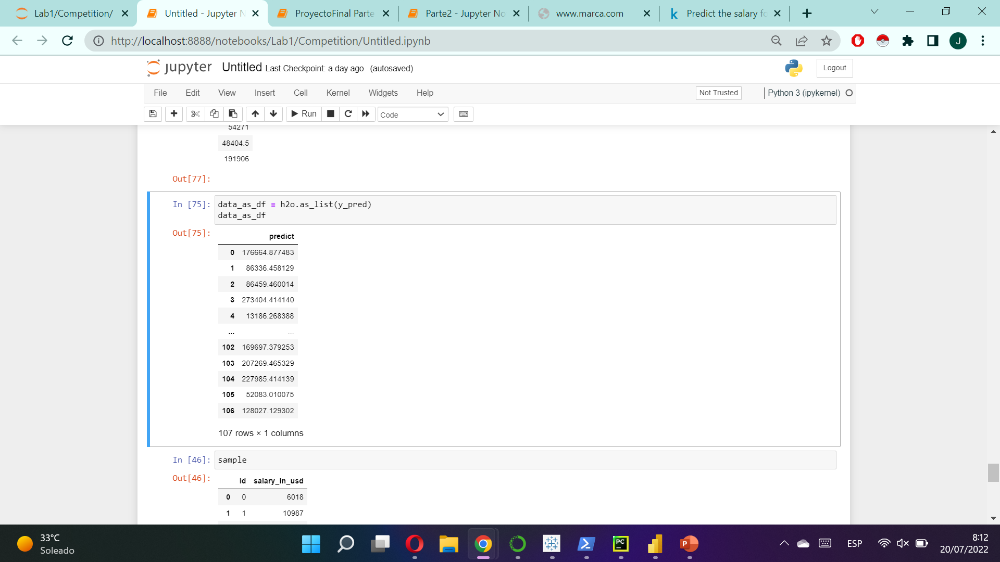 Lab1/Competition/
Untitled - Jupyter N
ProyectoFinal Parte
Parte2 - Jupyter No
www.marca.com
Predict the salary fo
http://localhost:8888/notebooks/Lab1/Competition/Untitled.ipynb
J
jupyter Untitled Last Checkpoint: a day ago (autosaved)
Logout
File Edit View Insert Cell Kernel Widgets Help
Not Trusted
Python 3 (ipykernel)
Run
Code
54271
48404.5
191906
Out[77]:
In [75]: data_as_df = h2o.as_list(y_pred)
data_as_df
Out[75]:
predict
0 176664.877483
1 86336.458129
2 86459.460014
3 273404.414140
4 13186.268388
... ...
102 169697.379253
103 207269.465329
104 227985.414139
105 52083.010075
106 128027.129302
107 rows × 1 columns
In [46]: sample
Out[46]:
id salary_in_usd
0 0 6018
1 1 10987
33°C
Soleado
PC
P
ESP
8:12
20/07/2022